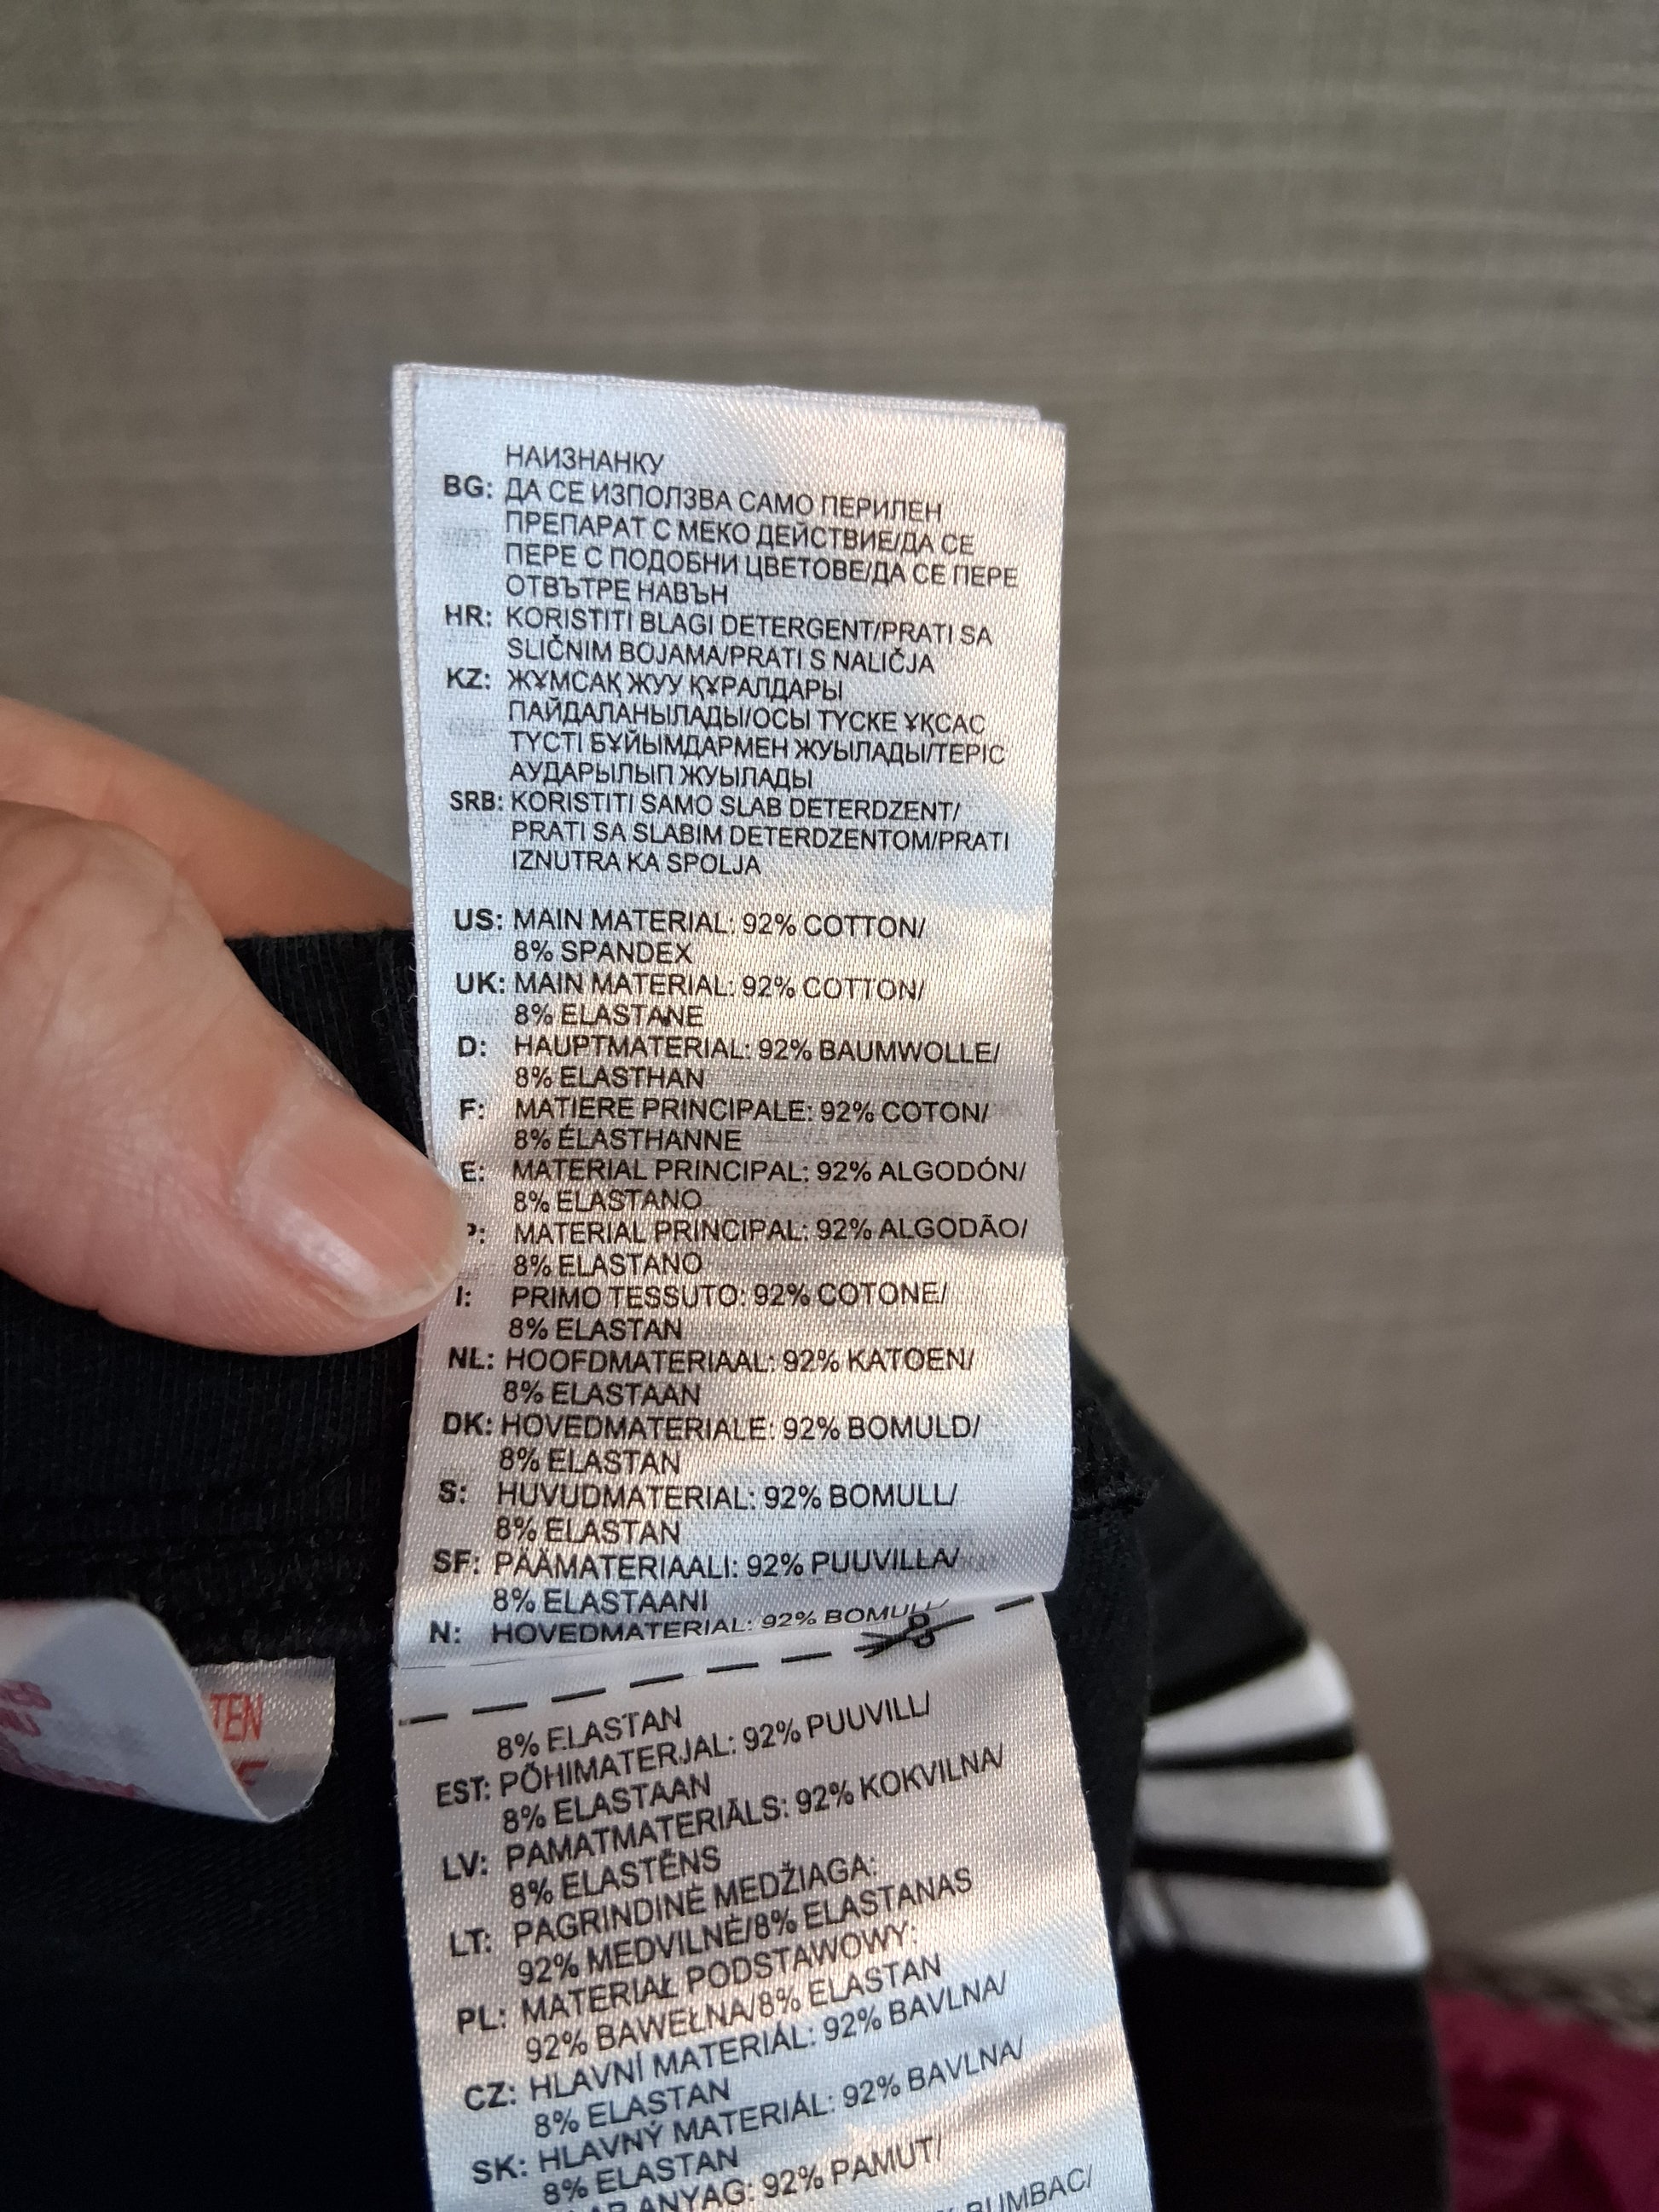 НАИЗНАНКУ
BG: ДА СЕ ИЗПОЛЗВА САМО ПЕРИЛЕН
ПРЕПАРАТ С МЕКО ДЕЙСТВИЕ/ДА СЕ
ПЕРЕ С ПОДОБНИ ЦВЕТОВЕ/ДА СЕ ПЕРЕ
ОТВЪТРЕ НАВЪН
HR: KORISTITI BLAGI DETERGENT/PRATI SA
SLIČNIM BOJAMA/PRATI S NALIČJA
KZ: ЖҰМСАҚ ЖУУ ҚҰРАЛДАРЫ
ПАЙДАЛАНЫЛАДЫ/ОСЫ ТҮСКЕ ҰҚСАС
ТҮСТІ БҰЙЫМДАРМЕН ЖУЫЛАДЫ/ТЕРІС
АУДАРЫЛЫП ЖУЫЛАДЫ
SRB: KORISTITI SAMO SLAB DETERDZENT/
PRATI SA SLABIM DETERDZENTOM/PRATI
IZNUTRA KA SPOLJA
US: MAIN MATERIAL: 92% COTTON/
8% SPANDEX
UK: MAIN MATERIAL: 92% COTTON/
8% ELASTANE
D: HAUPTMATERIAL: 92% BAUMWOLLE/
8% ELASTHAN
F: MATIERE PRINCIPALE: 92% COTON/
8% ÉLASTHANNE
E: MATERIAL PRINCIPAL: 92% ALGODÓN/
8% ELASTANO
P: MATERIAL PRINCIPAL: 92% ALGODÃO/
8% ELASTANO
I: PRIMO TESSUTO: 92% COTONE/
8% ELASTAN
NL: HOOFDMATERIAAL: 92% KATOEN/
8% ELASTAAN
DK: HOVEDMATERIALE: 92% BOMULD/
8% ELASTAN
S: HUVUDMATERIAL: 92% BOMULL/
8% ELASTAN
SF: PÄÄMATERIAALI: 92% PUUVILLA/
8% ELASTAANI
N: HOVEDMATERIAL: 92% BOMULL/
8% ELASTAN
EST: PÕHIMATERJAL: 92% PUUVILL/
8% ELASTAAN
LV: PAMATMATERIĀLS: 92% KOKVILNA/
8% ELASTĒNS
LT: PAGRINDINĖ MEDŽIAGA:
92% MEDVILNĖ/8% ELASTANAS
PL: MATERIAŁ PODSTAWOWY:
92% BAWEŁNA/8% ELASTAN
CZ: HLAVNÍ MATERIÁL: 92% BAVLNA/
8% ELASTAN
SK: HLAVNÝ MATERIÁL: 92% BAVLNA/
8% ELASTAN
ANYAG: 92% PAMUT/
BUMBAC/
TEN